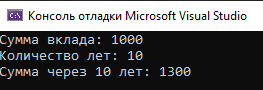 Консоль отладки Microsoft Visual Studio
Сумма вклада: 1000
Количество лет: 10
Сумма через 10 лет: 1300